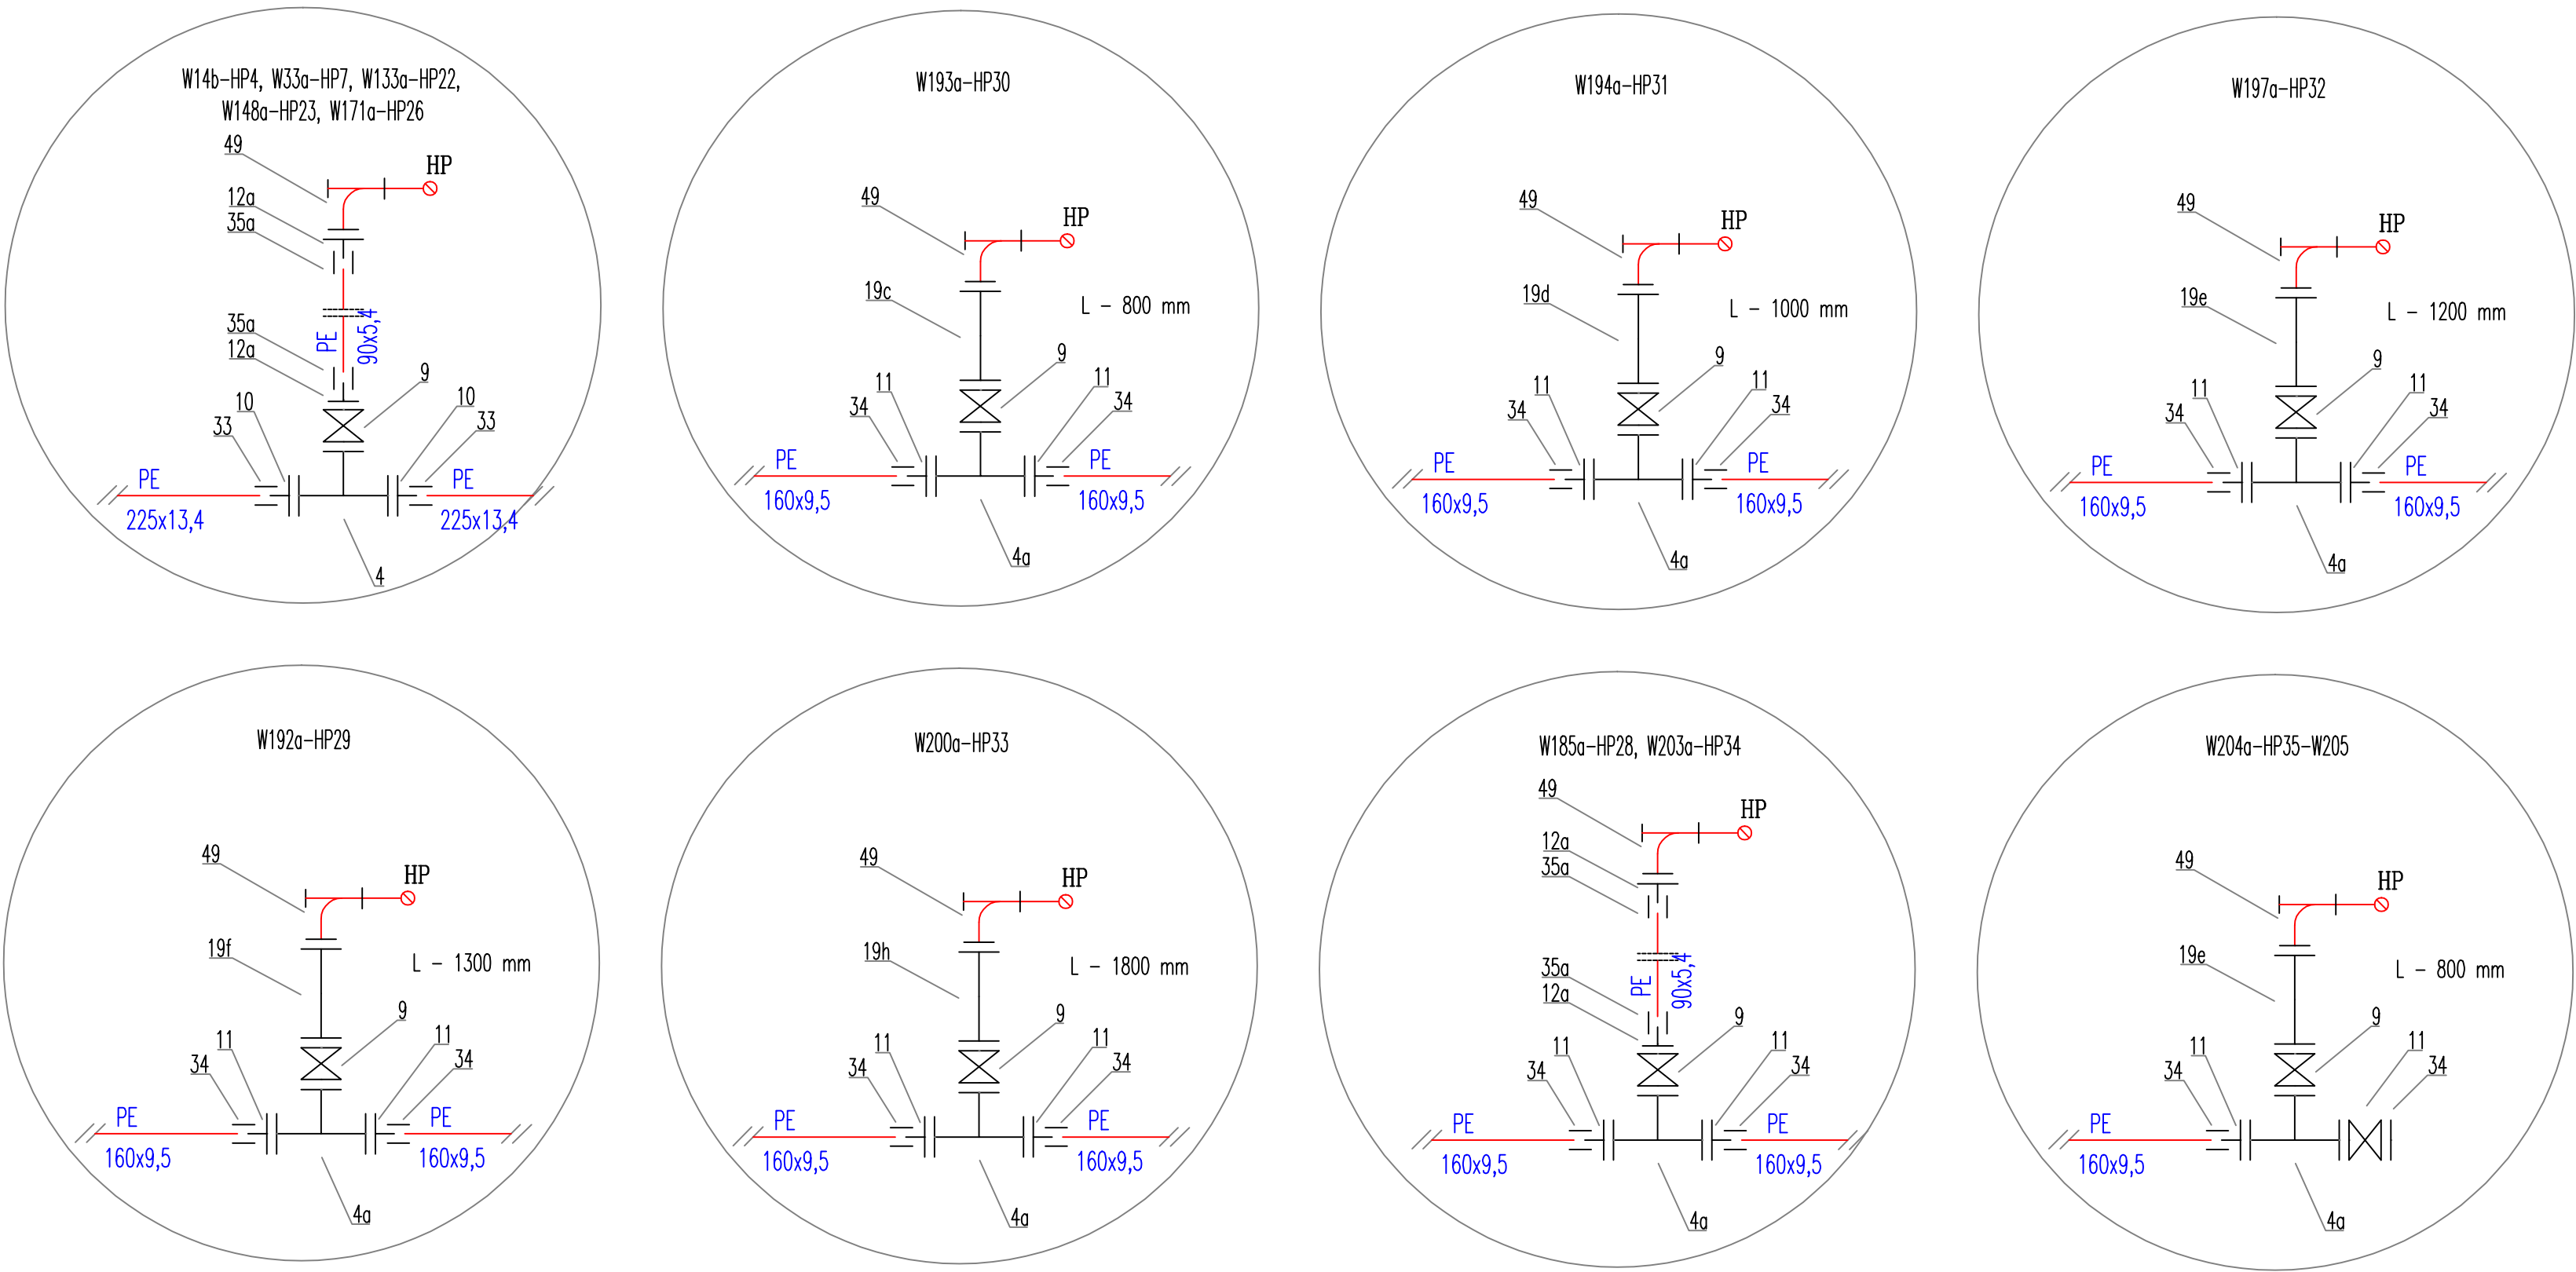 W14b-HP4, W33a-HP7, W133a-HP22,
W148a-HP23, W171a-HP26
49
HP
12a
35a
35a
12a
PE
90x5,4
9
10
33
10
33
PE
225x13,4
PE
225x13,4
4
W193a-HP30
49
HP
19c
L - 800 mm
9
11
34
11
34
PE
160x9,5
PE
160x9,5
4a
W194a-HP31
49
HP
19d
L - 1000 mm
9
11
34
11
34
PE
160x9,5
PE
160x9,5
4a
W197a-HP32
49
HP
19e
L - 1200 mm
9
11
34
11
34
PE
160x9,5
PE
160x9,5
4a
W192a-HP29
49
HP
19f
L - 1300 mm
9
11
34
11
34
PE
160x9,5
PE
160x9,5
4a
W200a-HP33
49
HP
19h
L - 1800 mm
9
11
34
11
34
PE
160x9,5
PE
160x9,5
4a
W185a-HP28, W203a-HP34
49
HP
12a
35a
35a
12a
PE
90x5,4
9
11
34
11
34
PE
160x9,5
PE
160x9,5
4a
W204a-HP35-W205
49
HP
19e
L - 800 mm
9
11
34
11
34
PE
160x9,5
4a